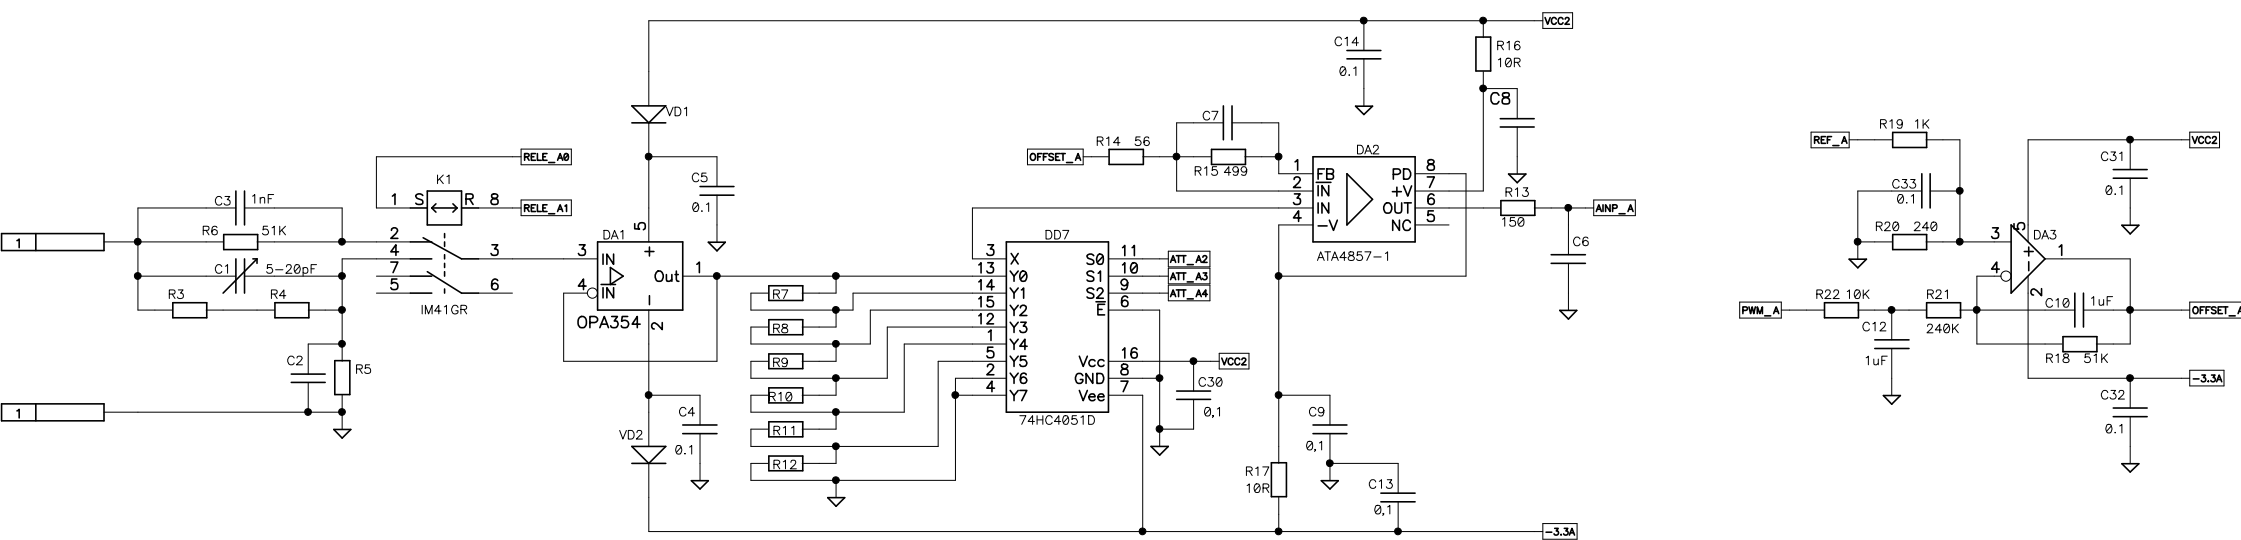 VCC2
C14
0.1
R16
10R
C8
VD1
C7
R14 56
OFFSET_A
R15 499
DA2
1 FB PD 8
2 IN +V 7
3 IN OUT 6
4 -V NC 5
ATA4857-1
R13
150
AINP_A
C6
RELE_A0
K1
1 S R 8
RELE_A1
C5
0.1
C3 1nF
R6 51K
C1 5-20pF
R3 R4
1
2
4
3
7
5
6
IM41GR
C2
R5
1
5
DA1
3 IN
+
Out 1
4 IN
-
OPA354
2
C4
0.1
VD2
R7
R8
R9
R10
R11
R12
DD7
3 X S0 11 ATT_A2
13 Y0 S1 10 ATT_A3
14 Y1 S2 9 ATT_A4
15 Y2 E 6
12 Y3
1 Y4
5 Y5 Vcc 16 VCC2
2 Y6 GND 8
4 Y7 Vee 7
74HC4051D
C30
0,1
C9
0,1
R17
10R
C13
0,1
-3.3A
REF_A
R19 1K
VCC2
C31
0.1
C33
0.1
R20 240
3
5
+
DA3
1
4
-
2
PWM_A
R22 10K
C12
1uF
R21
240K
C10 1uF
R18 51K
OFFSET_A
-3.3A
C32
0.1